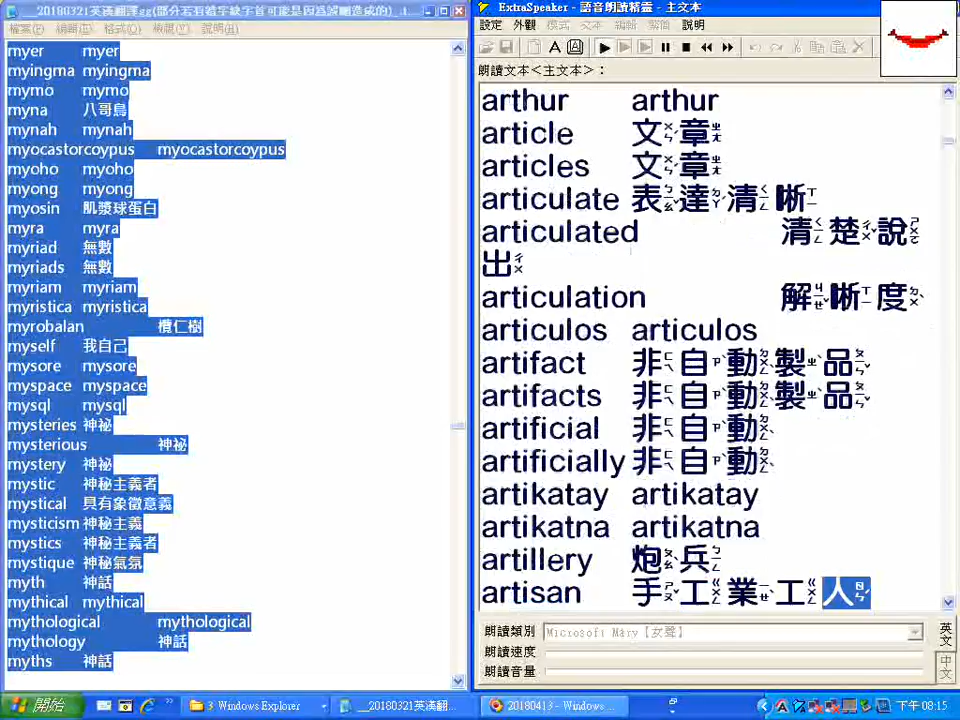 __20180321英漢翻譯gg(部分若有錯字缺字首可能是因為誤刪造成的)_.t
檔案(F) 編輯(E) 格式(O) 檢視(V) 說明(H)
myer myer
myingma myingma
mymo mymo
myna 八哥鳥
mynah mynah
myocastorcoypus myocastorcoypus
myoho myoho
myong myong
myosin 肌漿球蛋白
myra myra
myriad 無數
myriads 無數
myriam myriam
myristica myristica
myrobalan 欖仁樹
myself 我自己
mysore mysore
myspace myspace
mysql mysql
mysteries 神祕
mysterious 神祕
mystery 神祕
mystic 神秘主義者
mystical 具有象徵意義
mysticism 神秘主義
mystics 神秘主義者
mystique 神秘氣氛
myth 神話
mythical mythical
mythological mythological
mythology 神話
myths 神話
ExtraSpeaker - 語音朗讀精靈 - 主文本
設定 外觀 模式 文本 編輯 幫助 說明
朗讀文本<主文本>：
arthur arthur
article 文章
articles 文章
articulate 表達清晰
articulated 清楚說
出
articulation 解晰度
articulos articulos
artifact 非自動製品
artifacts 非自動製品
artificial 非自動
artificially 非自動
artikatay artikatay
artikatna artikatna
artillery 炮兵
artisan 手工業工人
朗讀類別 Microsoft Mary【女聲】
朗讀速度
朗讀音量
英文
中文
開始
3 Windows Explorer
__20180321英漢翻...
20180413 - Windows ...
下午 08:15